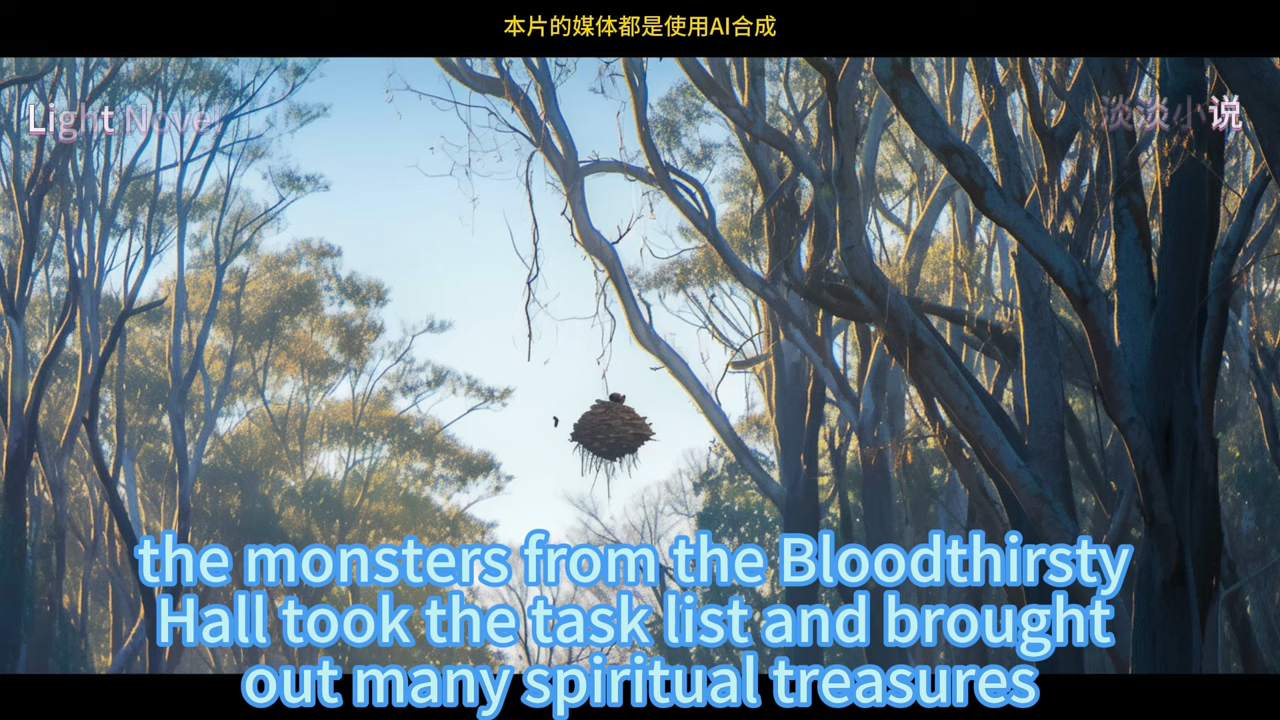 本片的媒体都是使用AI合成
Light Novel
淡淡小说
the monsters from the Bloodthirsty
Hall took the task list and brought
out many spiritual treasures